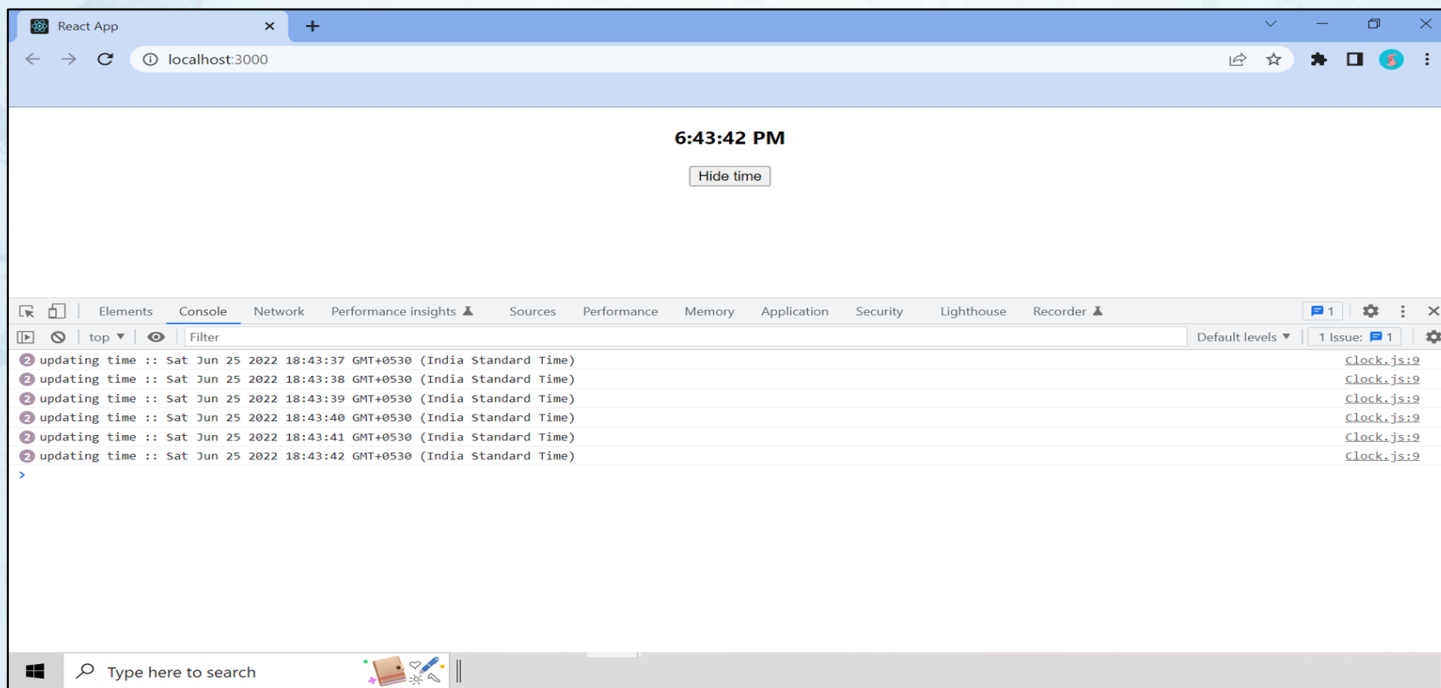 React App
localhost:3000
6:43:42 PM
Hide time
Elements Console Network Performance insights Sources Performance Memory Application Security Lighthouse Recorder 1
top Filter Default levels 1 Issue: 1
2 updating time :: Sat Jun 25 2022 18:43:37 GMT+0530 (India Standard Time) Clock.js:9
2 updating time :: Sat Jun 25 2022 18:43:38 GMT+0530 (India Standard Time) Clock.js:9
2 updating time :: Sat Jun 25 2022 18:43:39 GMT+0530 (India Standard Time) Clock.js:9
2 updating time :: Sat Jun 25 2022 18:43:40 GMT+0530 (India Standard Time) Clock.js:9
2 updating time :: Sat Jun 25 2022 18:43:41 GMT+0530 (India Standard Time) Clock.js:9
2 updating time :: Sat Jun 25 2022 18:43:42 GMT+0530 (India Standard Time) Clock.js:9
Type here to search